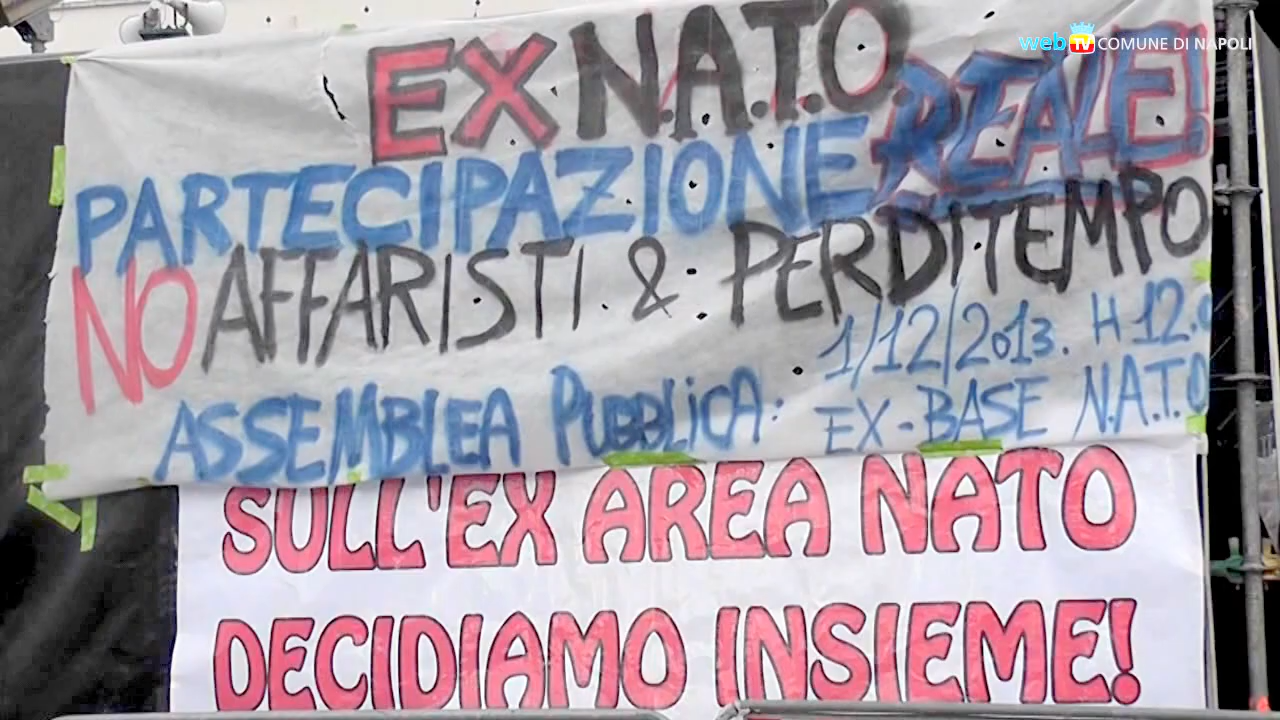 web TV COMUNE DI NAPOLI
EX N.A.T.O.
PARTECIPAZIONE REALE!
NO AFFARISTI & PERDITEMPO
1/12/2013. H 12.0
ASSEMBLEA PUBBLICA: EX-BASE N.A.T.O
SULL'EX AREA NATO
DECIDIAMO INSIEME!